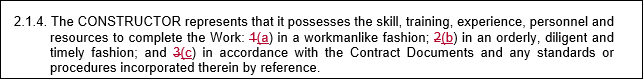 2.1.4. The CONSTRUCTOR represents that it possesses the skill, training, experience, personnel and
resources to complete the Work: 1(a) in a workmanlike fashion; 2(b) in an orderly, diligent and
timely fashion; and 3(c) in accordance with the Contract Documents and any standards or
procedures incorporated therein by reference.